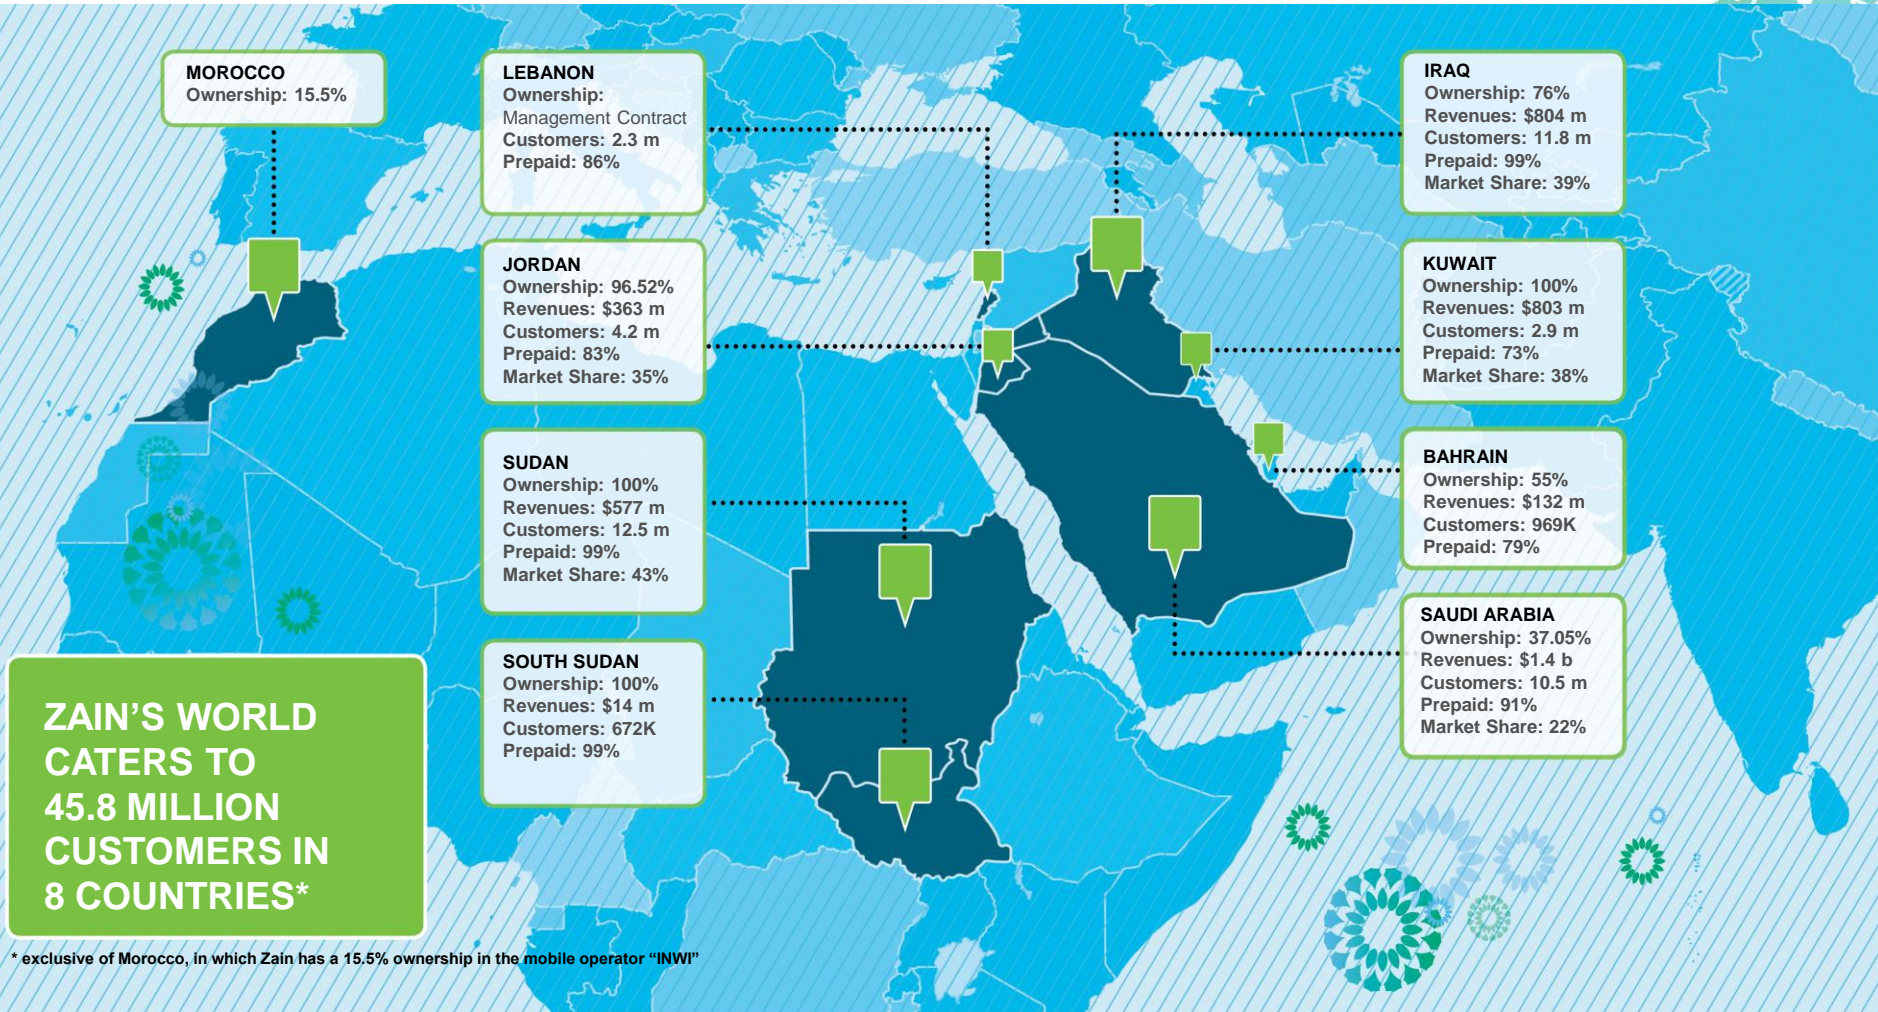 MOROCCO
Ownership: 15.5%
LEBANON
Ownership:
Management Contract
Customers: 2.3 m
Prepaid: 86%
JORDAN
Ownership: 96.52%
Revenues: $363 m
Customers: 4.2 m
Prepaid: 83%
Market Share: 35%
SUDAN
Ownership: 100%
Revenues: $577 m
Customers: 12.5 m
Prepaid: 99%
Market Share: 43%
SOUTH SUDAN
Ownership: 100%
Revenues: $14 m
Customers: 672K
Prepaid: 99%
IRAQ
Ownership: 76%
Revenues: $804 m
Customers: 11.8 m
Prepaid: 99%
Market Share: 39%
KUWAIT
Ownership: 100%
Revenues: $803 m
Customers: 2.9 m
Prepaid: 73%
Market Share: 38%
BAHRAIN
Ownership: 55%
Revenues: $132 m
Customers: 969K
Prepaid: 79%
SAUDI ARABIA
Ownership: 37.05%
Revenues: $1.4 b
Customers: 10.5 m
Prepaid: 91%
Market Share: 22%
ZAIN’S WORLD
CATERS TO
45.8 MILLION
CUSTOMERS IN
8 COUNTRIES*
* exclusive of Morocco, in which Zain has a 15.5% ownership in the mobile operator “INWI”